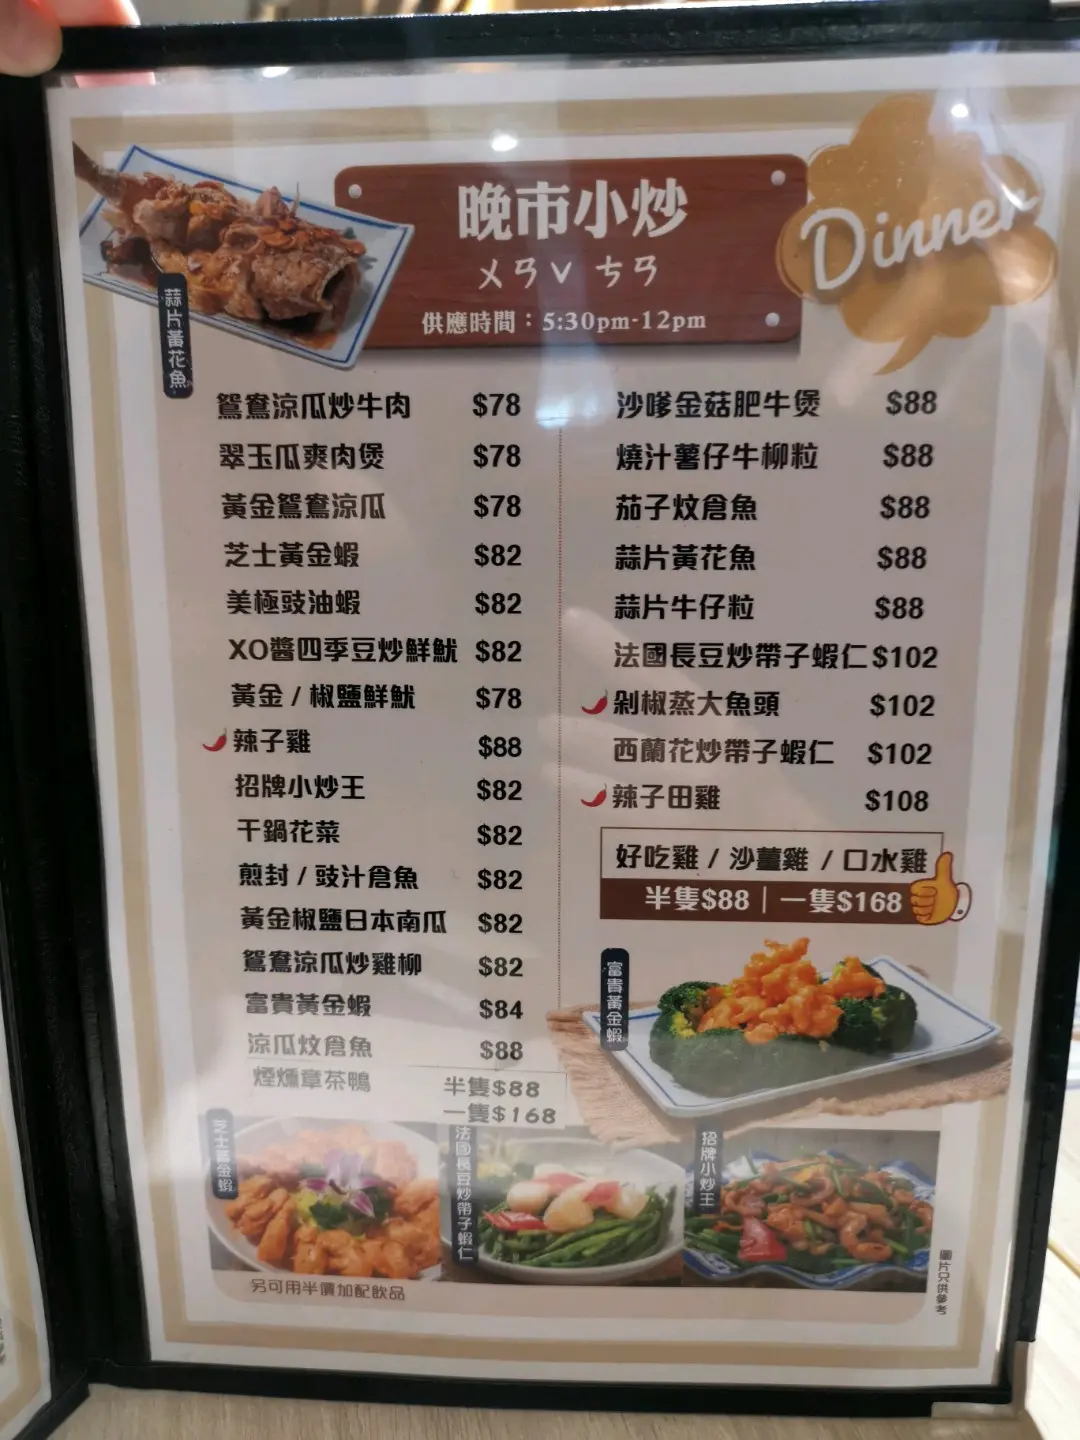 晚市小炒
ㄨㄢˇ ㄘㄢ
供應時間：5:30pm-12pm
Dinner
蒜片黃花魚
鴛鴦涼瓜炒牛肉 $78
翠玉瓜爽肉煲 $78
黃金鴛鴦涼瓜 $78
芝士黃金蝦 $82
美極豉油蝦 $82
XO醬四季豆炒鮮魷 $82
黃金 / 椒鹽鮮魷 $78
辣子雞 $88
招牌小炒王 $82
干鍋花菜 $82
煎封 / 豉汁倉魚 $82
黃金椒鹽日本南瓜 $82
鴛鴦涼瓜炒雞柳 $82
富貴黃金蝦 $84
涼瓜炆倉魚 $88
煙燻章茶鴨 半隻$88
一隻$168
沙嗲金菇肥牛煲 $88
燒汁薯仔牛柳粒 $88
茄子炆倉魚 $88
蒜片黃花魚 $88
蒜片牛仔粒 $88
法國長豆炒帶子蝦仁 $102
剁椒蒸大魚頭 $102
西蘭花炒帶子蝦仁 $102
辣子田雞 $108
好吃雞 / 沙薑雞 / 口水雞
半隻$88｜一隻$168
富貴黃金蝦
芝士黃金蝦
法國長豆炒帶子蝦仁
招牌小炒王
圖片只供參考
另可用半價加配飲品